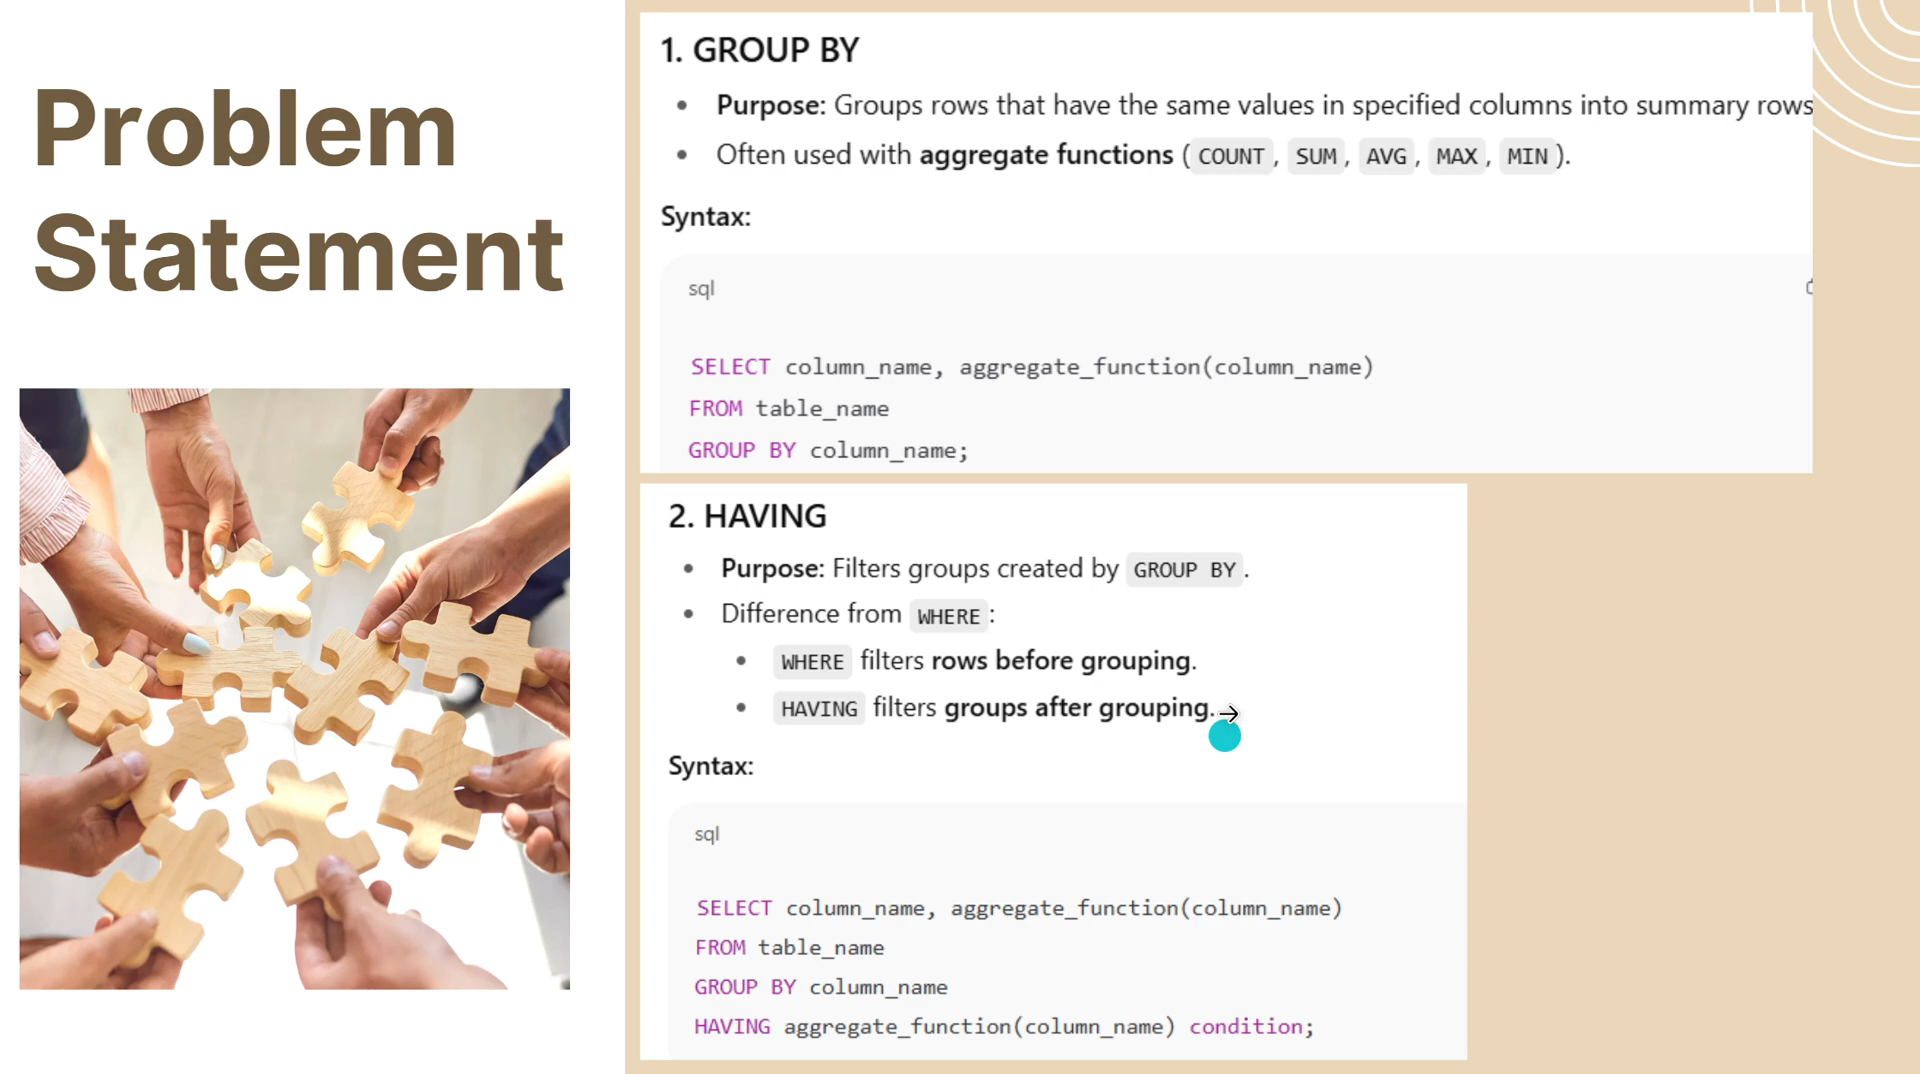 Problem
Statement
1. GROUP BY
• Purpose: Groups rows that have the same values in specified columns into summary rows
• Often used with aggregate functions ( COUNT , SUM , AVG , MAX , MIN ).
Syntax:
sql
SELECT column_name, aggregate_function(column_name)
FROM table_name
GROUP BY column_name;
2. HAVING
• Purpose: Filters groups created by GROUP BY .
• Difference from WHERE :
• WHERE filters rows before grouping.
• HAVING filters groups after grouping.
Syntax:
sql
SELECT column_name, aggregate_function(column_name)
FROM table_name
GROUP BY column_name
HAVING aggregate_function(column_name) condition;